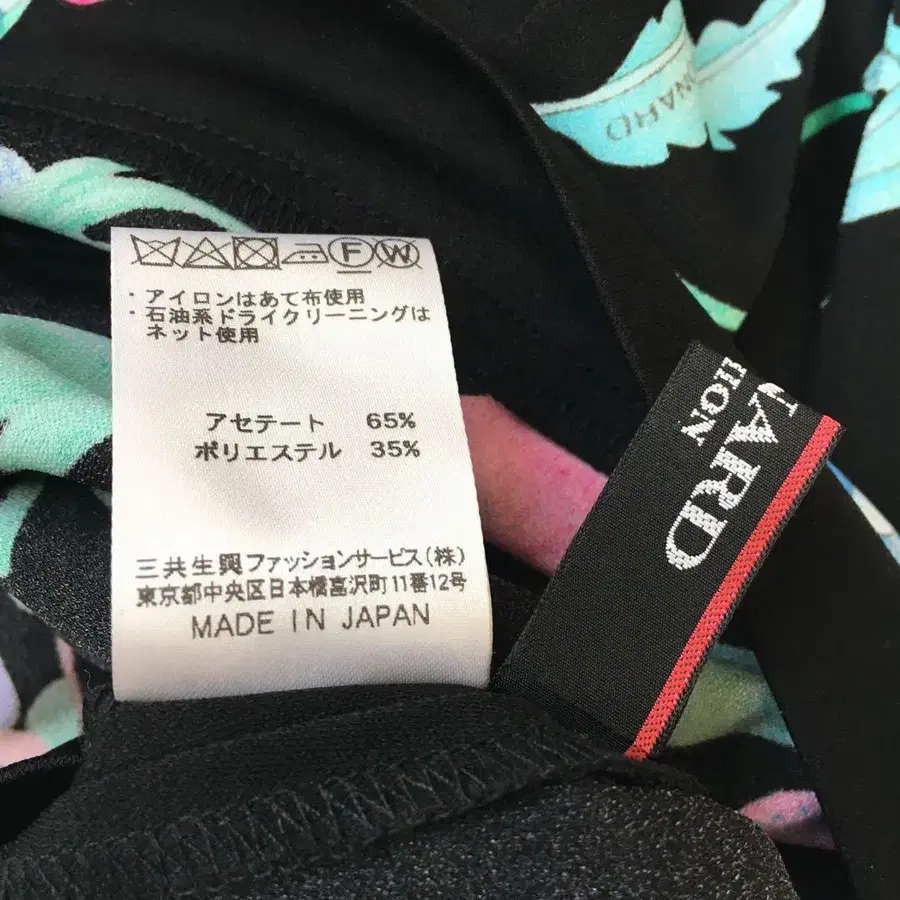 F W
・アイロンはあて布使用
・石油系ドライクリーニングは
ネット使用
アセテート 65%
ポリエステル 35%
三共生興ファッションサービス(株)
東京都中央区日本橋富沢町11番12号
MADE IN JAPAN
NARD
HION
ONARD